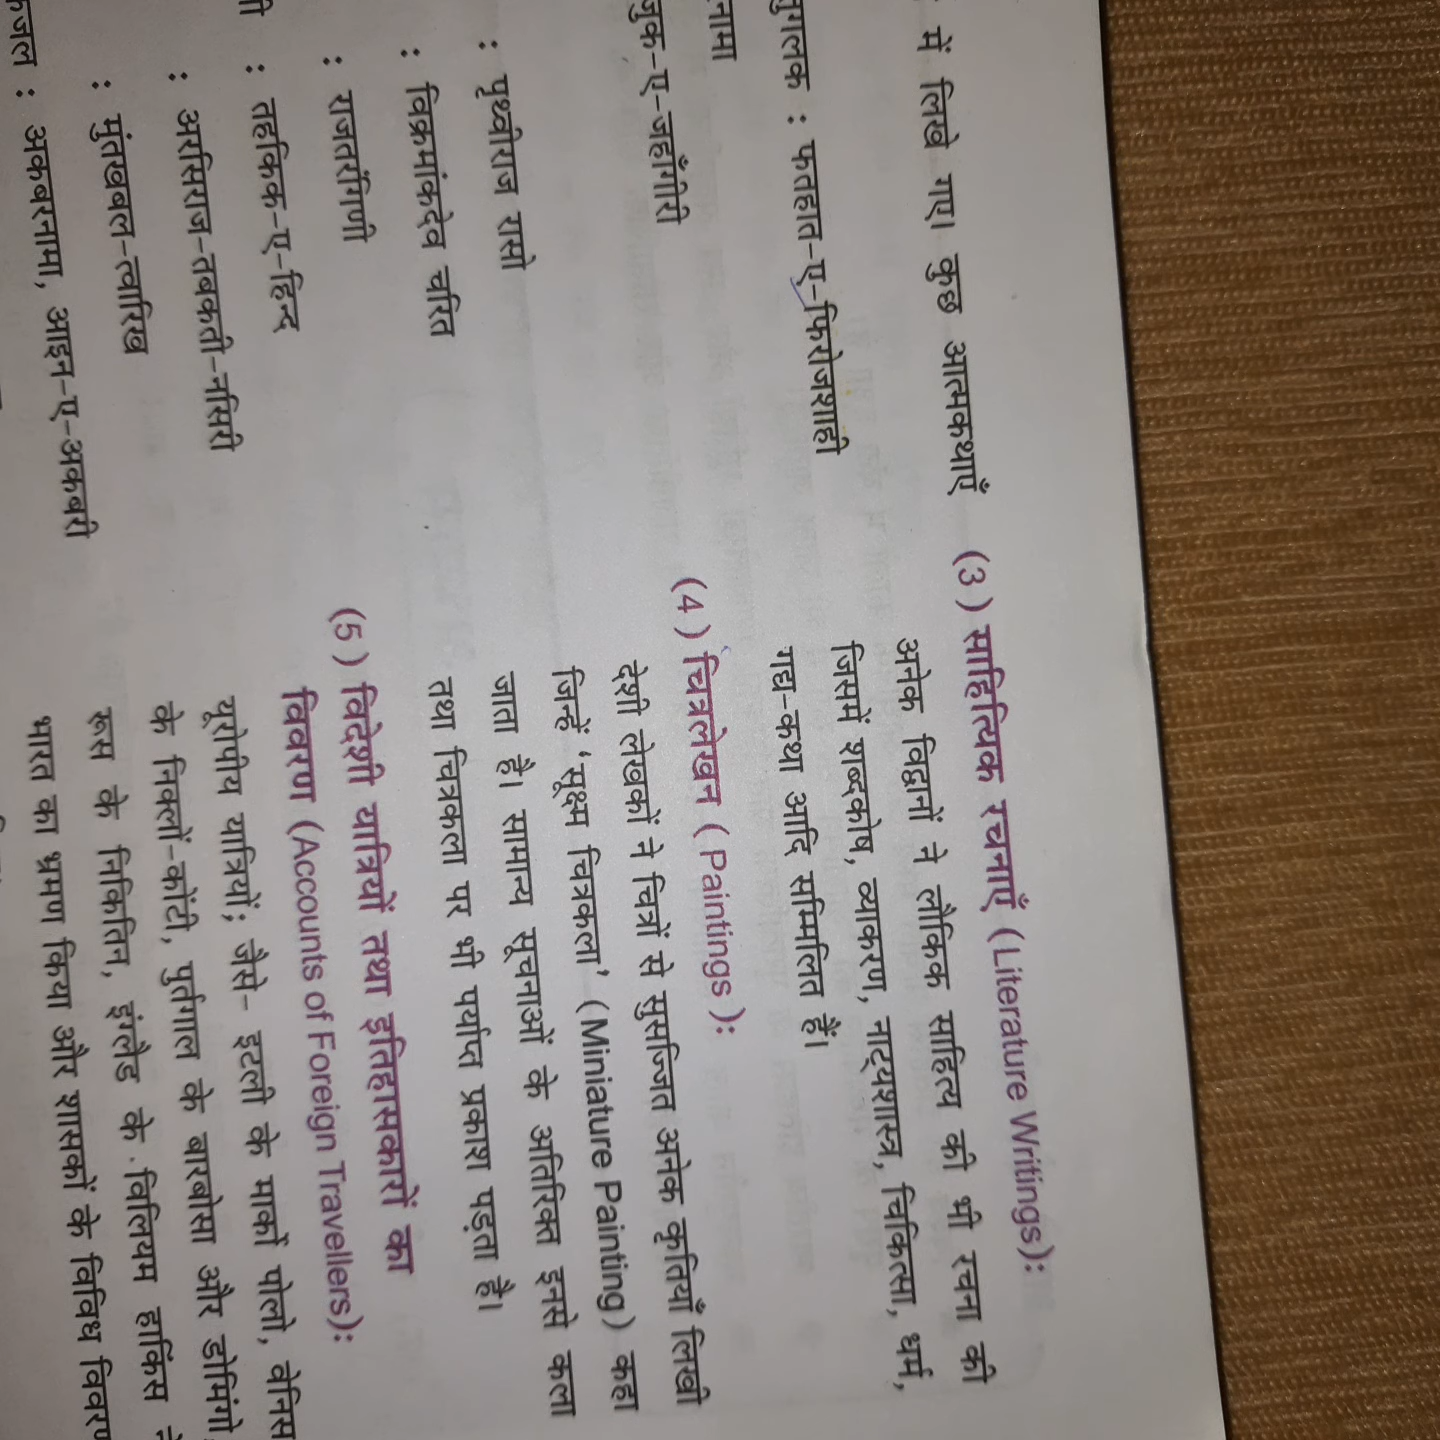 में लिखे गए। कुछ आत्मकथाएँ
: फतहात-ए-फिरोजशाही
नामा
: पृथ्वीराज रासो
: विक्रमांकदेव चरित
: राजतरंगिणी
: तहकिक-ए-हिन्द
: अरसिराज-तबकती-नसिरी
: मुंतखबल-त्वारिख
: अकबरनामा, आइन-ए-अकबरी
(3) साहित्यिक रचनाएँ (Literature Writings):
अनेक विद्वानों ने लौकिक साहित्य की भी रचना की
जिसमें शब्दकोष, व्याकरण, नाट्यशास्त्र, चिकित्सा, धर्म,
गद्य-कथा आदि सम्मिलित हैं।
(4) चित्रलेखन (Paintings):
देशी लेखकों ने चित्रों से सुसज्जित अनेक कृतियाँ लिखी
जिन्हें ‘सूक्ष्म चित्रकला’ (Miniature Painting) कहा
जाता है। सामान्य सूचनाओं के अतिरिक्त इनसे कला
तथा चित्रकला पर भी पर्याप्त प्रकाश पड़ता है।
(5) विदेशी यात्रियों तथा इतिहासकारों का
विवरण (Accounts of Foreign Travellers):
यूरोपीय यात्रियों; जैसे- इटली के मार्को पोलो, वेनिस
के निकलों-कोंटी, पुर्तगाल के बारबोसा और डोमिंगो
रूस के निकितिन, इंग्लैंड के विलियम हाकिंस ने
भारत का भ्रमण किया और शासकों के विविध विवरण